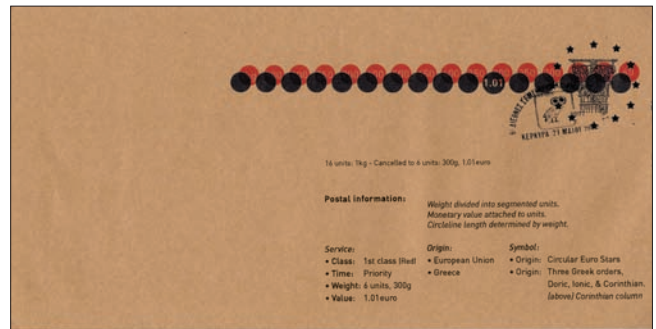 1.01
ΚΕΡΚΥΡΑ 21 ΜΑΪΟΥ
16 units: 1kg - Cancelled to 6 units: 300g, 1.01euro
Postal information:
Weight divided into segmented units.
Monetary value attached to units.
Circleline length determined by weight.
Service:
• Class: 1st class (Red)
• Time: Priority
• Weight: 6 units, 300g
• Value: 1.01euro
Origin:
• European Union
• Greece
Symbol:
• Origin: Circular Euro Stars
• Origin: Three Greek orders,
Doric, Ionic, & Corinthian.
(above) Corinthian column